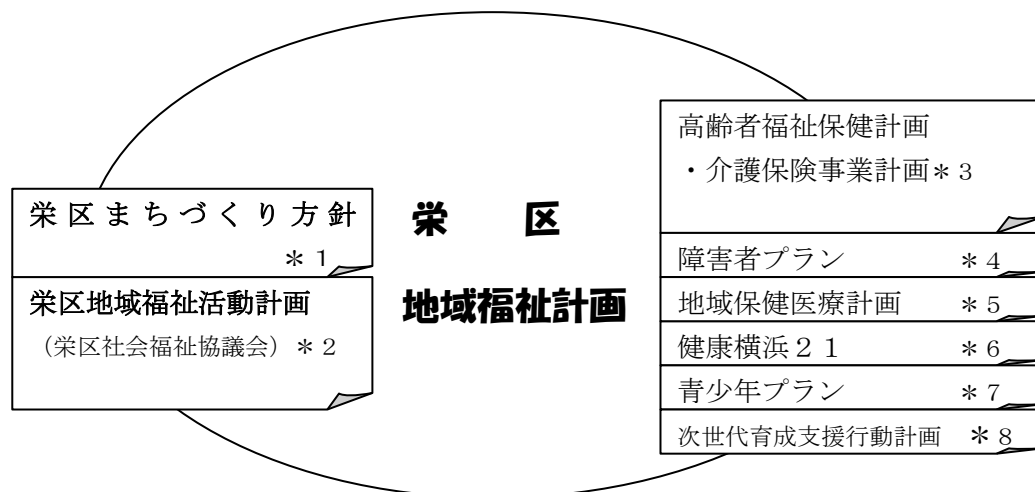 栄区まちづくり方針
＊１
栄区地域福祉活動計画
（栄区社会福祉協議会）＊２
栄　　区
地域福祉計画
高齢者福祉保健計画
・介護保険事業計画＊３
障害者プラン　＊４
地域保健医療計画　＊５
健康横浜２１　＊６
青少年プラン　＊７
次世代育成支援行動計画　＊８